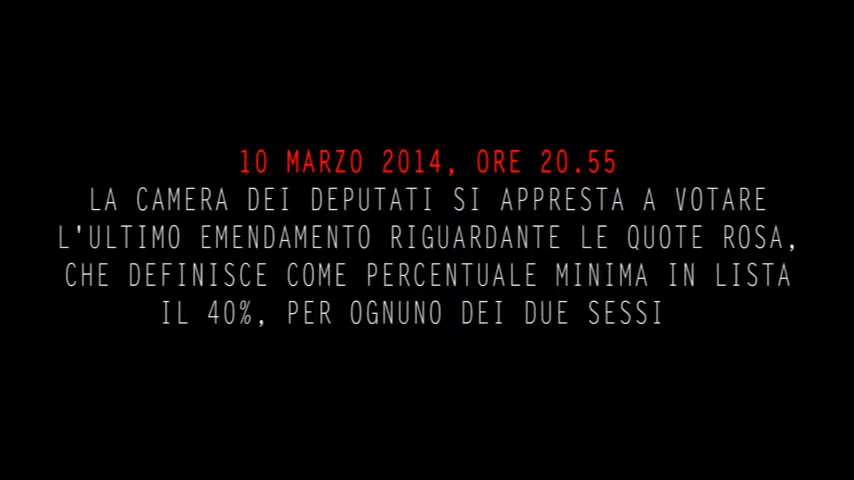 10 MARZO 2014, ORE 20.55
LA CAMERA DEI DEPUTATI SI APPRESTA A VOTARE
L'ULTIMO EMENDAMENTO RIGUARDANTE LE QUOTE ROSA,
CHE DEFINISCE COME PERCENTUALE MINIMA IN LISTA
IL 40%, PER OGNUNO DEI DUE SESSI